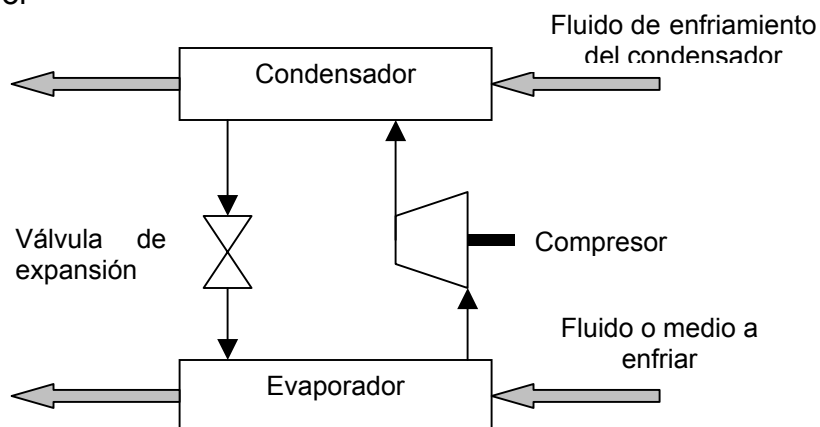 Fluido de enfriamiento
del condensador
Condensador
Válvula de
expansión
Compresor
Fluido o medio a
enfriar
Evaporador